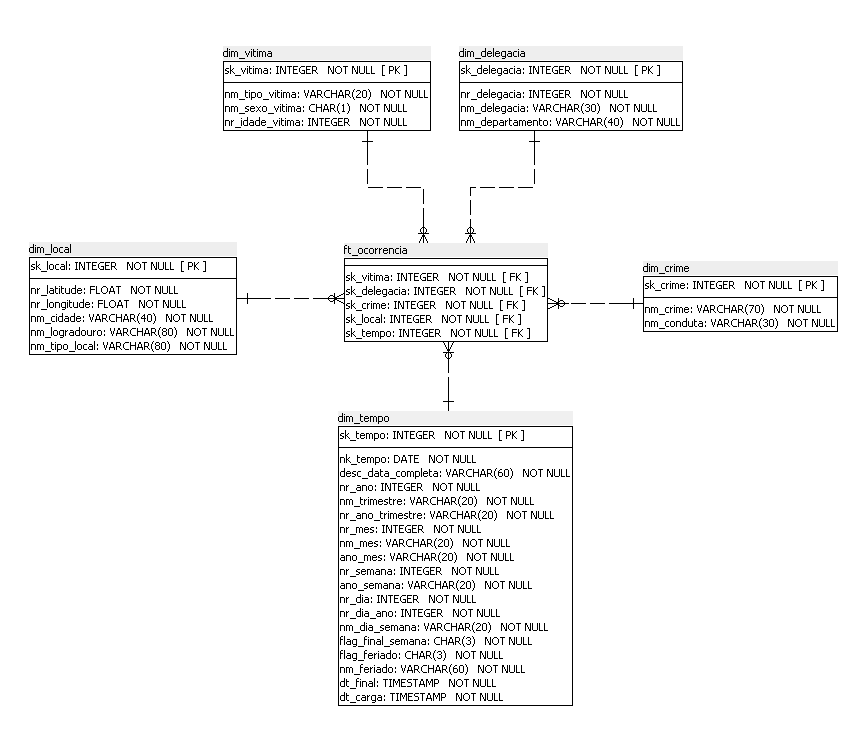 dim_vitima
sk_vitima: INTEGER NOT NULL [ PK ]
nm_tipo_vitima: VARCHAR(20) NOT NULL
nm_sexo_vitima: CHAR(1) NOT NULL
nr_idade_vitima: INTEGER NOT NULL
dim_delegacia
sk_delegacia: INTEGER NOT NULL [ PK ]
nr_delegacia: INTEGER NOT NULL
nm_delegacia: VARCHAR(30) NOT NULL
nm_departamento: VARCHAR(40) NOT NULL
dim_local
sk_local: INTEGER NOT NULL [ PK ]
nr_latitude: FLOAT NOT NULL
nr_longitude: FLOAT NOT NULL
nm_cidade: VARCHAR(40) NOT NULL
nm_logradouro: VARCHAR(80) NOT NULL
nm_tipo_local: VARCHAR(80) NOT NULL
ft_ocorrencia
sk_vitima: INTEGER NOT NULL [ FK ]
sk_delegacia: INTEGER NOT NULL [ FK ]
sk_crime: INTEGER NOT NULL [ FK ]
sk_local: INTEGER NOT NULL [ FK ]
sk_tempo: INTEGER NOT NULL [ FK ]
dim_crime
sk_crime: INTEGER NOT NULL [ PK ]
nm_crime: VARCHAR(70) NOT NULL
nm_conduta: VARCHAR(30) NOT NULL
dim_tempo
sk_tempo: INTEGER NOT NULL [ PK ]
nk_tempo: DATE NOT NULL
desc_data_completa: VARCHAR(60) NOT NULL
nr_ano: INTEGER NOT NULL
nm_trimestre: VARCHAR(20) NOT NULL
nr_ano_trimestre: VARCHAR(20) NOT NULL
nr_mes: INTEGER NOT NULL
nm_mes: VARCHAR(20) NOT NULL
ano_mes: VARCHAR(20) NOT NULL
nr_semana: INTEGER NOT NULL
ano_semana: VARCHAR(20) NOT NULL
nr_dia: INTEGER NOT NULL
nr_dia_ano: INTEGER NOT NULL
nm_dia_semana: VARCHAR(20) NOT NULL
flag_final_semana: CHAR(3) NOT NULL
flag_feriado: CHAR(3) NOT NULL
nm_feriado: VARCHAR(60) NOT NULL
dt_final: TIMESTAMP NOT NULL
dt_carga: TIMESTAMP NOT NULL